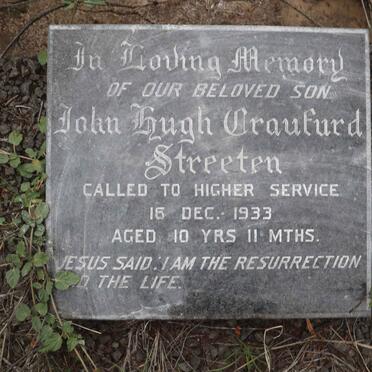 In Loving Memory
OF OUR BELOVED SON
John Hugh Craufurd
Streeten
CALLED TO HIGHER SERVICE
16 DEC. 1933
AGED 10 YRS 11 MTHS.
JESUS SAID: I AM THE RESURRECTION
AND THE LIFE.